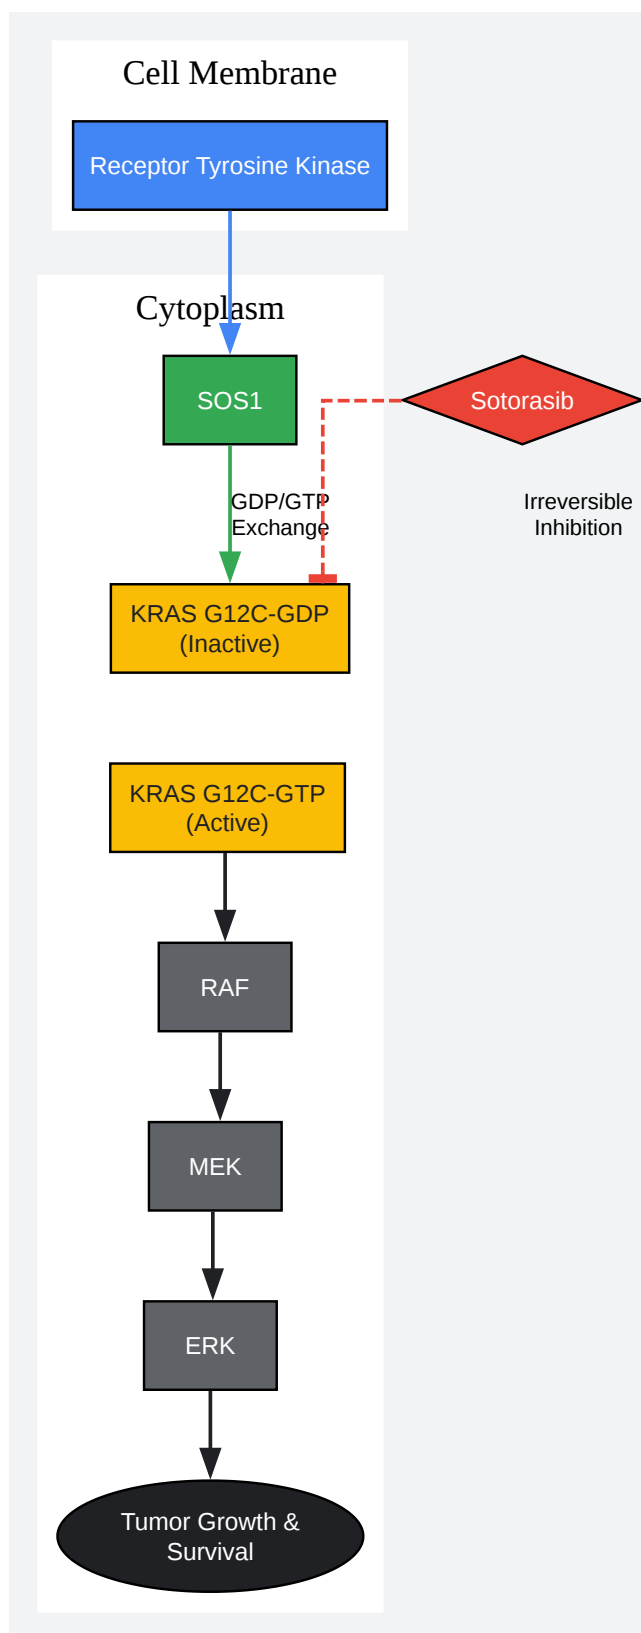 Cell Membrane
Receptor Tyrosine Kinase
Cytoplasm
SOS1
Sotorasib
GDP/GTP
Exchange
Irreversible
Inhibition
KRAS G12C-GDP
(Inactive)
KRAS G12C-GTP
(Active)
RAF
MEK
ERK
Tumor Growth &
Survival